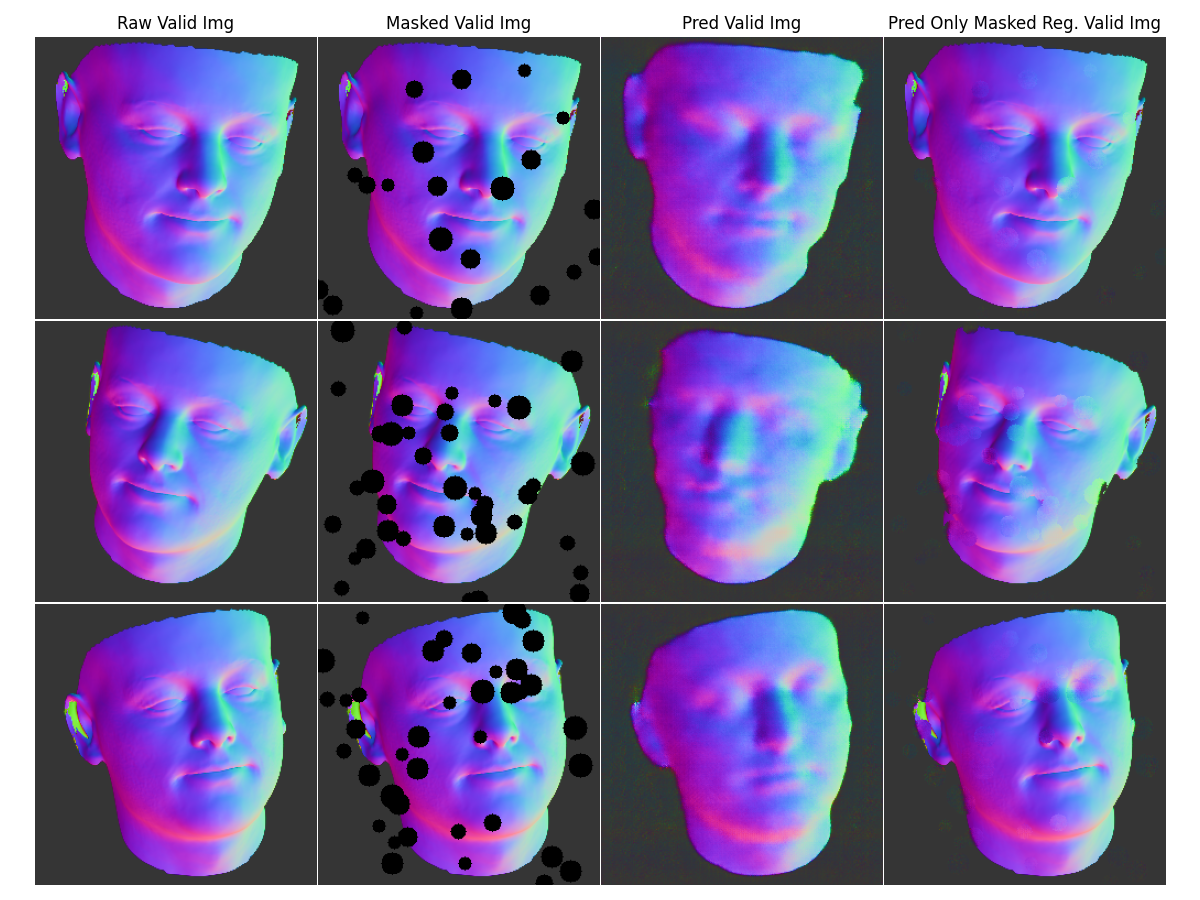 Raw Valid Img
Masked Valid Img
Pred Valid Img
Pred Only Masked Reg. Valid Img